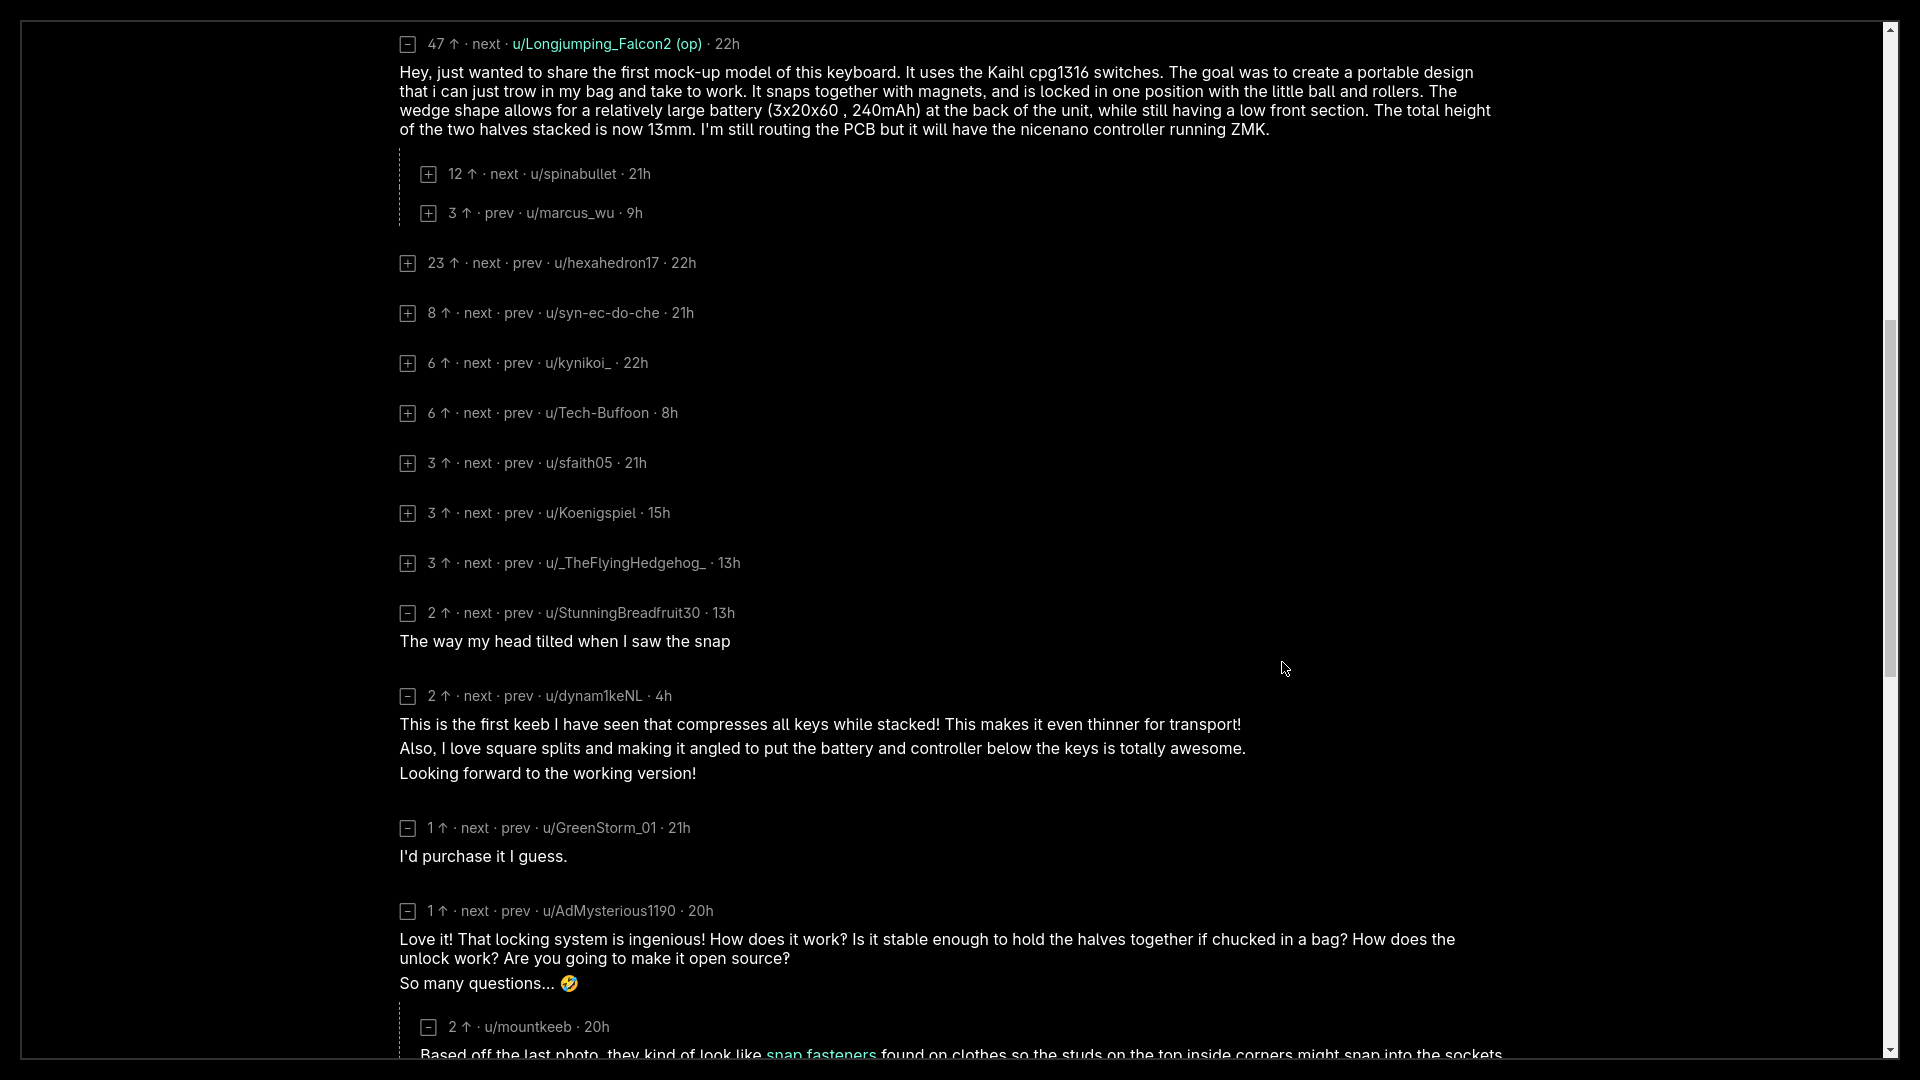 47 ↑ · next · u/Longjumping_Falcon2 (op) · 22h
Hey, just wanted to share the first mock-up model of this keyboard. It uses the Kaihl cpg1316 switches. The goal was to create a portable design
that i can just trow in my bag and take to work. It snaps together with magnets, and is locked in one position with the little ball and rollers. The
wedge shape allows for a relatively large battery (3x20x60 , 240mAh) at the back of the unit, while still having a low front section. The total height
of the two halves stacked is now 13mm. I'm still routing the PCB but it will have the nicenano controller running ZMK.
12 ↑ · next · u/spinabullet · 21h
3 ↑ · prev · u/marcus_wu · 9h
23 ↑ · next · prev · u/hexahedron17 · 22h
8 ↑ · next · prev · u/syn-ec-do-che · 21h
6 ↑ · next · prev · u/kynikoi_ · 22h
6 ↑ · next · prev · u/Tech-Buffoon · 8h
3 ↑ · next · prev · u/sfaith05 · 21h
3 ↑ · next · prev · u/Koenigspiel · 15h
3 ↑ · next · prev · u/_TheFlyingHedgehog_ · 13h
2 ↑ · next · prev · u/StunningBreadfruit30 · 13h
The way my head tilted when I saw the snap
2 ↑ · next · prev · u/dynam1keNL · 4h
This is the first keeb I have seen that compresses all keys while stacked! This makes it even thinner for transport!
Also, I love square splits and making it angled to put the battery and controller below the keys is totally awesome.
Looking forward to the working version!
1 ↑ · next · prev · u/GreenStorm_01 · 21h
I'd purchase it I guess.
1 ↑ · next · prev · u/AdMysterious1190 · 20h
Love it! That locking system is ingenious! How does it work? Is it stable enough to hold the halves together if chucked in a bag? How does the
unlock work? Are you going to make it open source?
So many questions... 🤣
2 ↑ · u/mountkeeb · 20h
Based off the last photo, they kind of look like snap fasteners found on clothes so the studs on the top inside corners might snap into the sockets